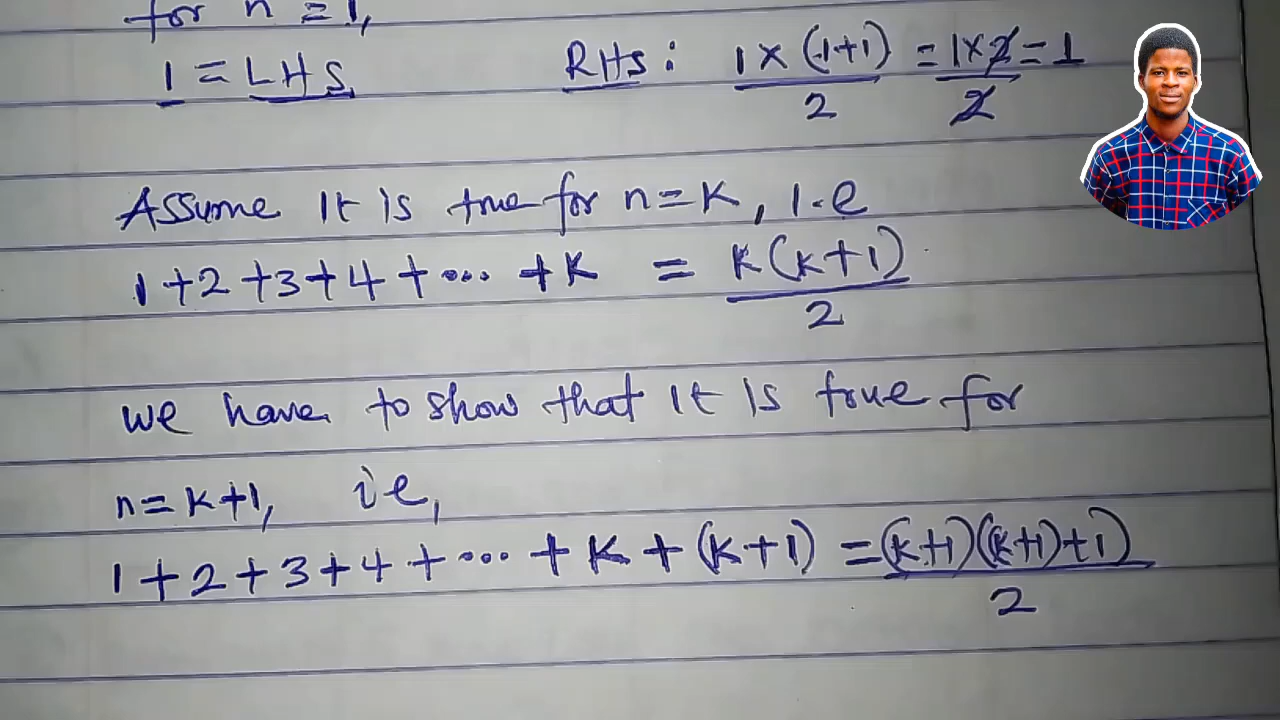 for n = 1,
1 = LHS RHS: 1×(1+1)/2 = 1×2/2 = 1
Assume it is true for n=k, i.e
1+2+3+4+... +k = k(k+1)/2
we have to show that it is true for
n=k+1, ie,
1+2+3+4+... +k+(k+1) = (k+1)((k+1)+1)/2